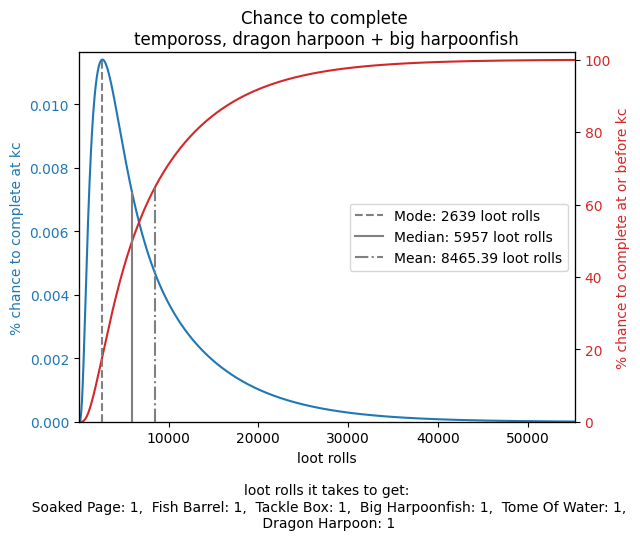 Chance to complete
tempoross, dragon harpoon + big harpoonfish
% chance to complete at kc
0.010
0.008
0.006
0.004
0.002
0.000
100
80
60
40
20
0
% chance to complete at or before kc
Mode: 2639 loot rolls
Median: 5957 loot rolls
Mean: 8465.39 loot rolls
10000 20000 30000 40000 50000
loot rolls
loot rolls it takes to get:
Soaked Page: 1, Fish Barrel: 1, Tackle Box: 1, Big Harpoonfish: 1, Tome Of Water: 1,
Dragon Harpoon: 1